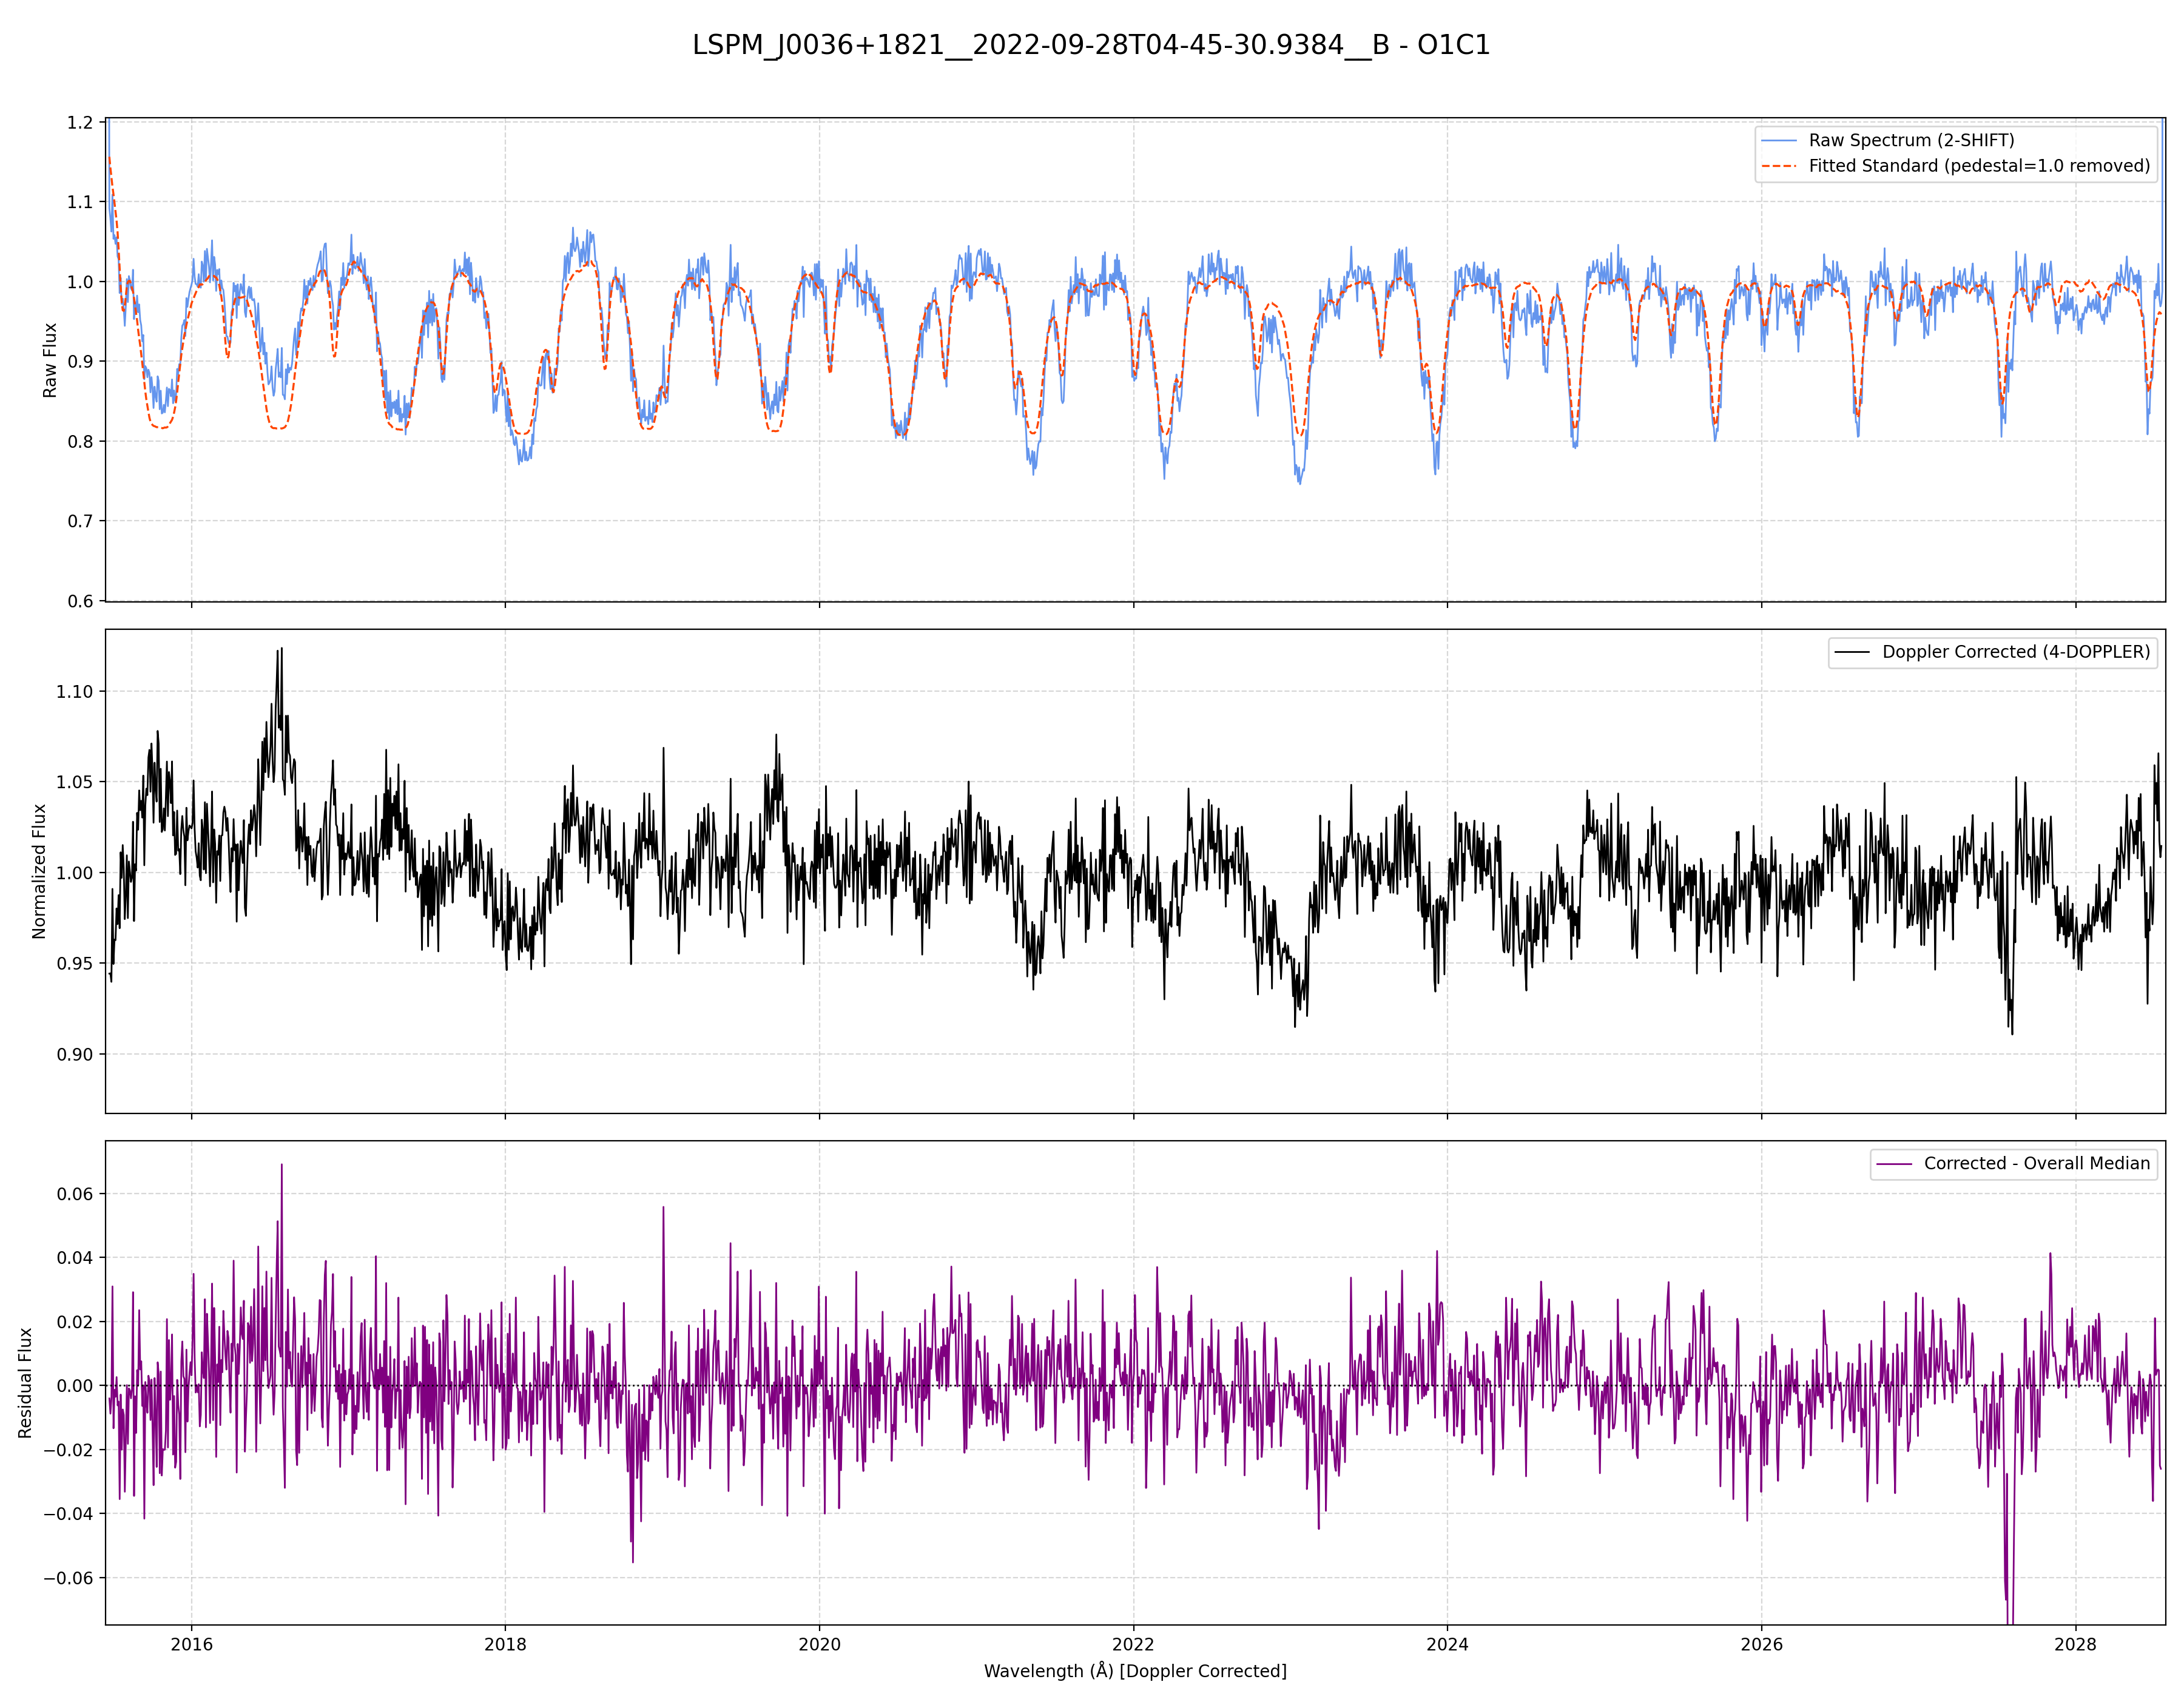 LSPM_J0036+1821__2022-09-28T04-45-30.9384__B - O1C1
1.2
1.1
1.0
0.9
0.8
0.7
0.6
Raw Flux
Raw Spectrum (2-SHIFT)
Fitted Standard (pedestal=1.0 removed)
1.10
1.05
1.00
0.95
0.90
Normalized Flux
Doppler Corrected (4-DOPPLER)
0.06
0.04
0.02
0.00
−0.02
−0.04
−0.06
Residual Flux
Corrected - Overall Median
2016 2018 2020 2022 2024 2026 2028
Wavelength (Å) [Doppler Corrected]